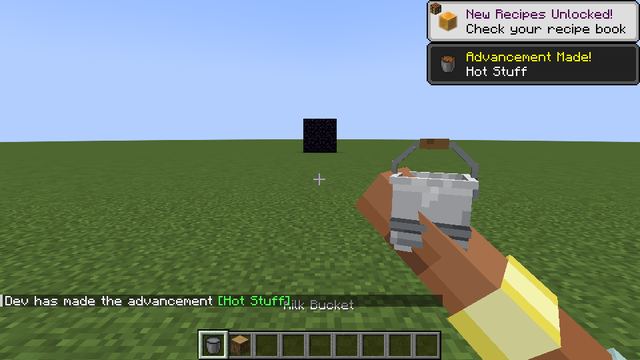 New Recipes Unlocked!
Check your recipe book
Advancement Made!
Hot Stuff
Dev has made the advancement [Hot Stuff]
Milk Bucket